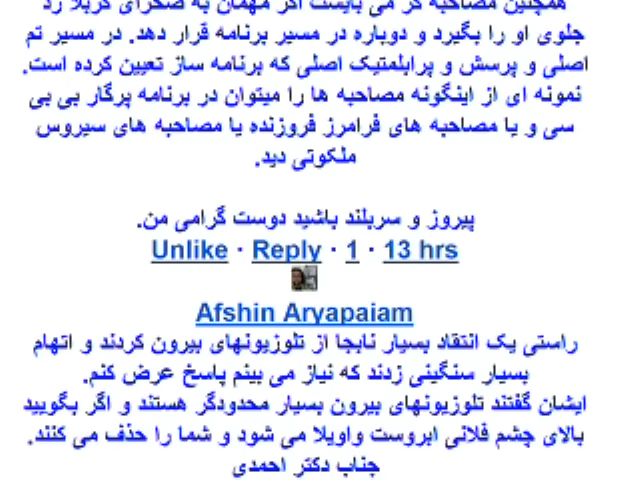 همچنین مصاحبه گر می بایست اگر مهمان به صحرای کربلا زد
جلوی او را بگیرد و دوباره در مسیر برنامه قرار دهد. در مسیر تم
اصلی و پرسش و پرابلمتیک اصلی که برنامه ساز تعیین کرده است.
نمونه ای از اینگونه مصاحبه ها را میتوان در برنامه پرگار بی بی
سی و یا مصاحبه های فرامرز فروزنده یا مصاحبه های سیروس
ملکوتی دید.
پیروز و سربلند باشید دوست گرامی من.
Unlike · Reply · 1 · 13 hrs
Afshin Aryapaiam
راستی یک انتقاد بسیار نابجا از تلوزیونهای بیرون کردند و اتهام
بسیار سنگینی زدند که نیاز می بینم پاسخ عرض کنم.
ایشان گفتند تلوزیونهای بیرون بسیار محدودگر هستند و اگر بگویید
بالای چشم فلانی ابروست واویلا می شود و شما را حذف می کنند.
جناب دکتر احمدی